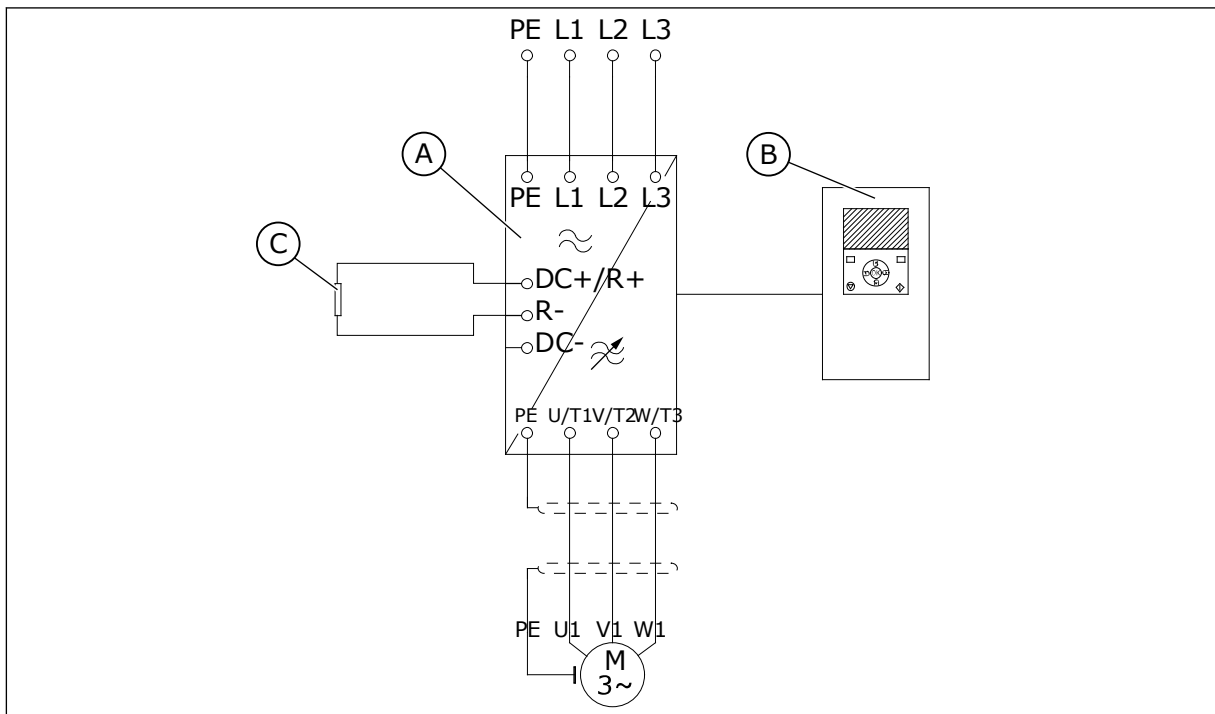 PE L1 L2 L3
A
B
PE L1 L2 L3
C
DC+/R+
R-
DC-
PE U/T1 V/T2 W/T3
PE U1 V1 W1
M
3~
OK